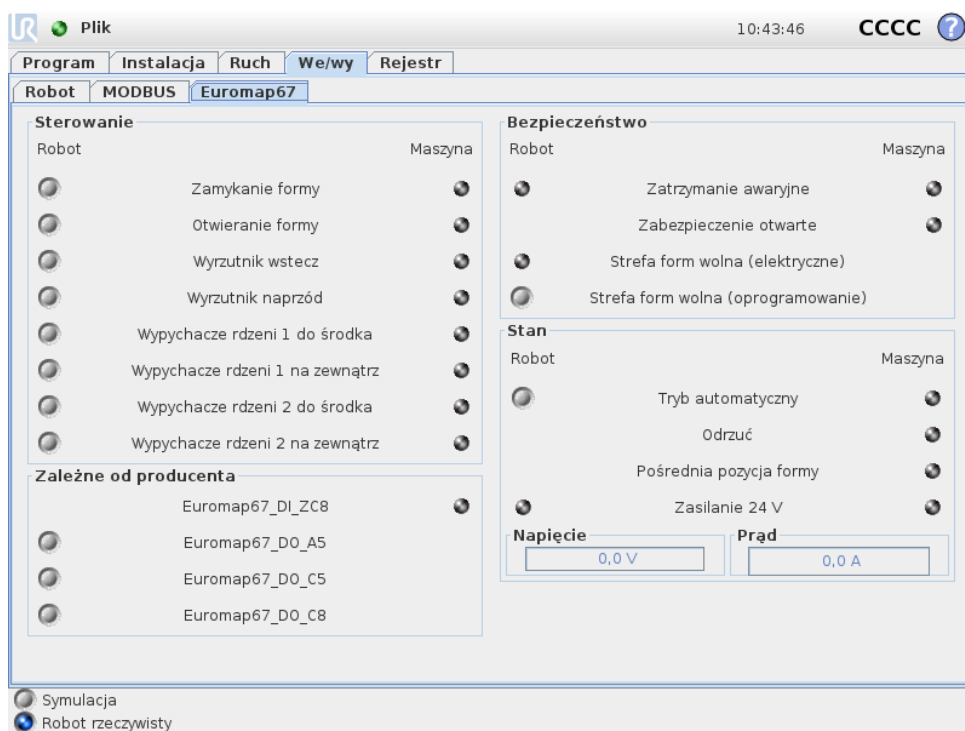 UR Plik 10:43:46 CCCC ?
Program Instalacja Ruch We/wy Rejestr
Robot MODBUS Euromap67
Sterowanie
Robot Maszyna
Zamykanie formy
Otwieranie formy
Wyrzutnik wstecz
Wyrzutnik naprzód
Wypychacze rdzeni 1 do środka
Wypychacze rdzeni 1 na zewnątrz
Wypychacze rdzeni 2 do środka
Wypychacze rdzeni 2 na zewnątrz
Zależne od producenta
Euromap67_DI_ZC8
Euromap67_DO_A5
Euromap67_DO_C5
Euromap67_DO_C8
Bezpieczeństwo
Robot Maszyna
Zatrzymanie awaryjne
Zabezpieczenie otwarte
Strefa form wolna (elektryczne)
Strefa form wolna (oprogramowanie)
Stan
Robot Maszyna
Tryb automatyczny
Odrzuć
Pośrednia pozycja formy
Zasilanie 24 V
Napięcie Prąd
0,0 V 0,0 A
Symulacja
Robot rzeczywisty